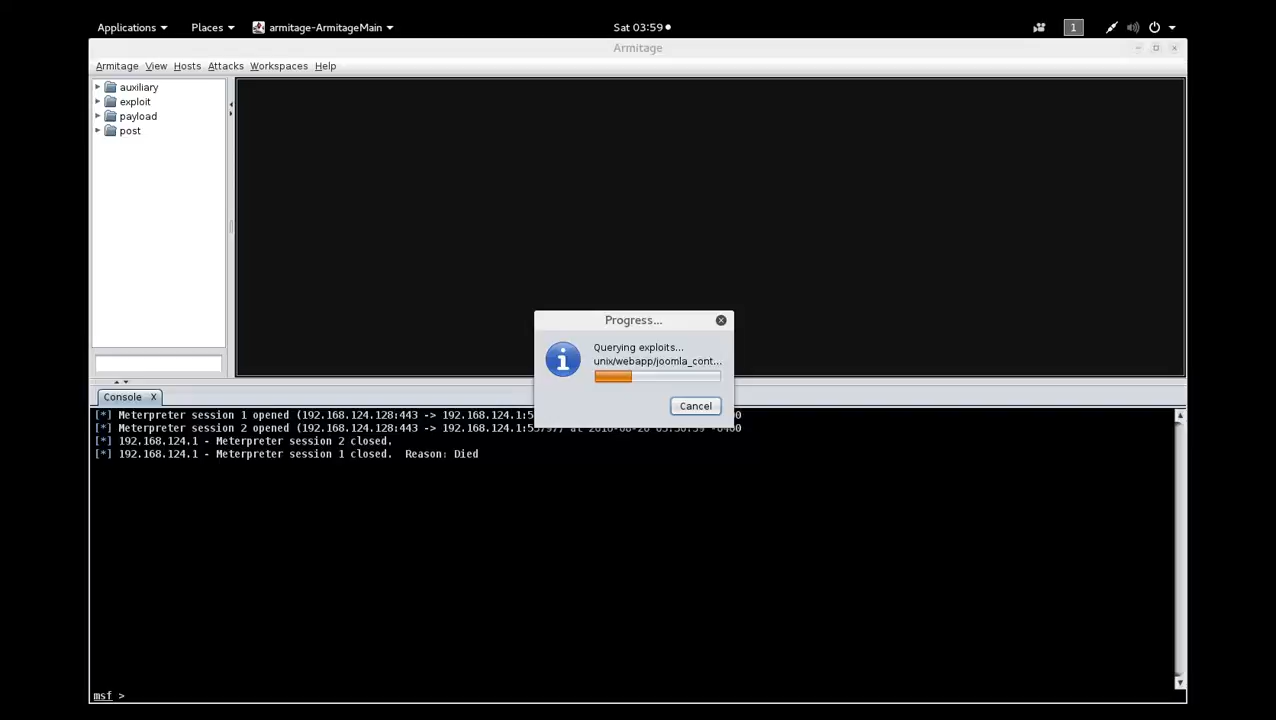 Applications Places armitage-ArmitageMain Sat 03:59 1
Armitage
Armitage View Hosts Attacks Workspaces Help
auxiliary
exploit
payload
post
Progress...
Querying exploits...
unix/webapp/joomla_cont...
Cancel
Console X
[*] Meterpreter session 1 opened (192.168.124.128:443 -> 192.168.124.1:5
[*] Meterpreter session 2 opened (192.168.124.128:443 -> 192.168.124.1:
[*] 192.168.124.1 - Meterpreter session 2 closed.
[*] 192.168.124.1 - Meterpreter session 1 closed. Reason: Died
msf >